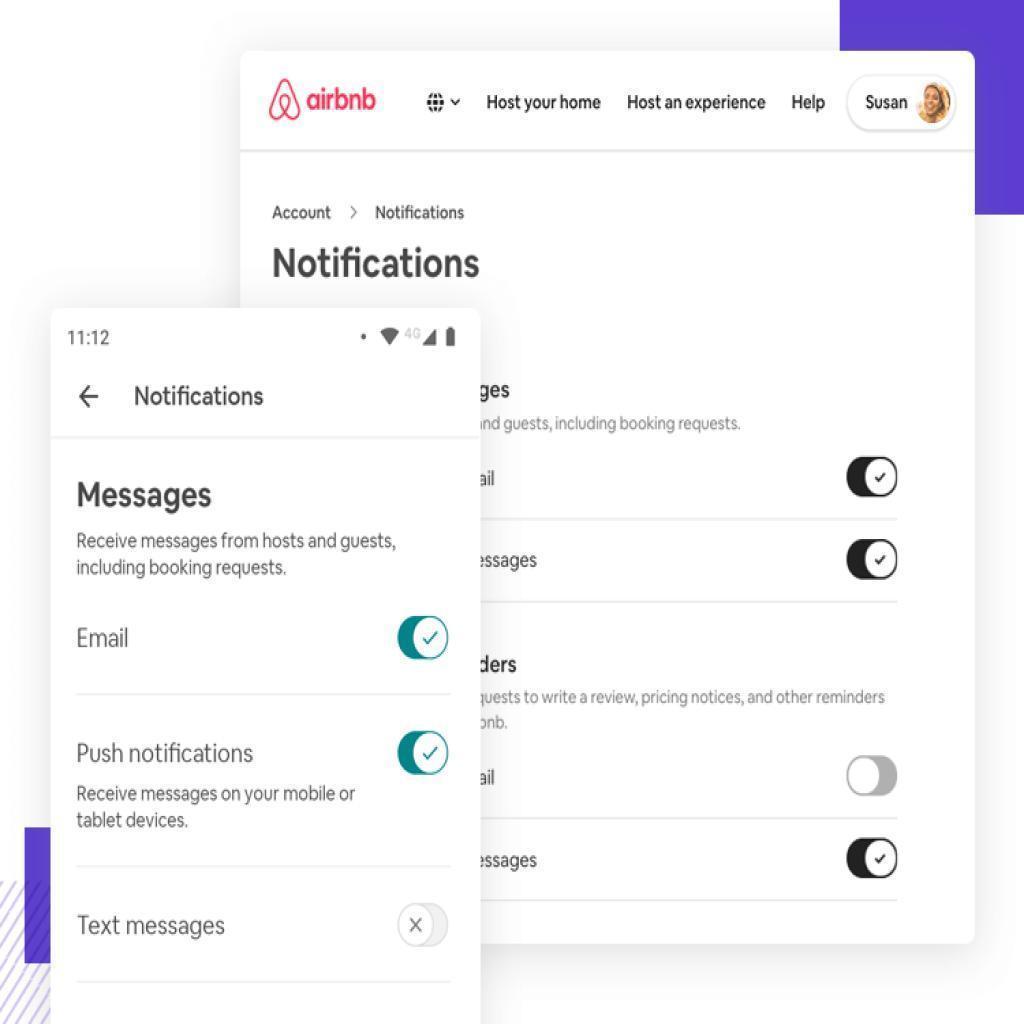 airbnb
Host your home
Host an experience
Help
Susan
Account
Notifications
Notifications
ges
nd guests, including booking requests.
ail
essages
ders
quests to write a review, pricing notices, and other reminders
bnb.
ail
essages
11:12
4G
Notifications
Messages
Receive messages from hosts and guests,
including booking requests.
Email
Push notifications
Receive messages on your mobile or
tablet devices.
Text messages